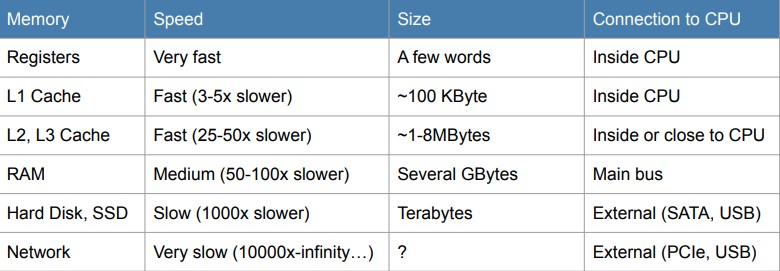 Memory Speed Size Connection to CPU
Registers Very fast A few words Inside CPU
L1 Cache Fast (3-5x slower) ~100 KByte Inside CPU
L2, L3 Cache Fast (25-50x slower) ~1-8MBytes Inside or close to CPU
RAM Medium (50-100x slower) Several GBytes Main bus
Hard Disk, SSD Slow (1000x slower) Terabytes External (SATA, USB)
Network Very slow (10000x-infinity…) ? External (PCIe, USB)